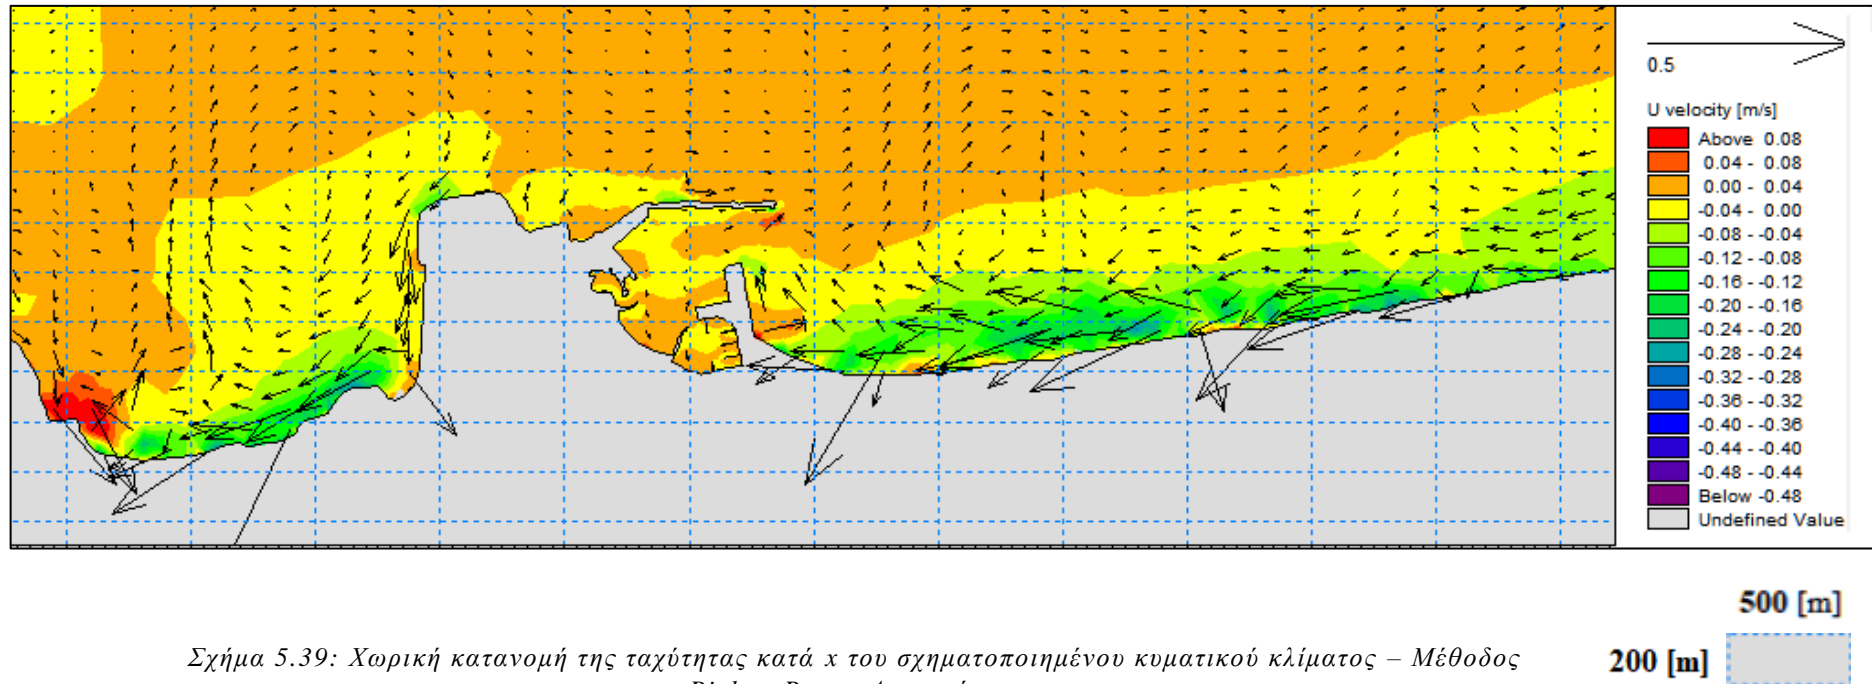 0.5
U velocity [m/s]
Above 0.08
0.04 - 0.08
0.00 - 0.04
-0.04 - 0.00
-0.08 - -0.04
-0.12 - -0.08
-0.16 - -0.12
-0.20 - -0.16
-0.24 - -0.20
-0.28 - -0.24
-0.32 - -0.28
-0.36 - -0.32
-0.40 - -0.36
-0.44 - -0.40
-0.48 - -0.44
Below -0.48
Undefined Value
500 [m]
200 [m]
Σχήμα 5.39: Χωρική κατανομή της ταχύτητας κατά x του σχηματοποιημένου κυματικού κλίματος – Μέθοδος